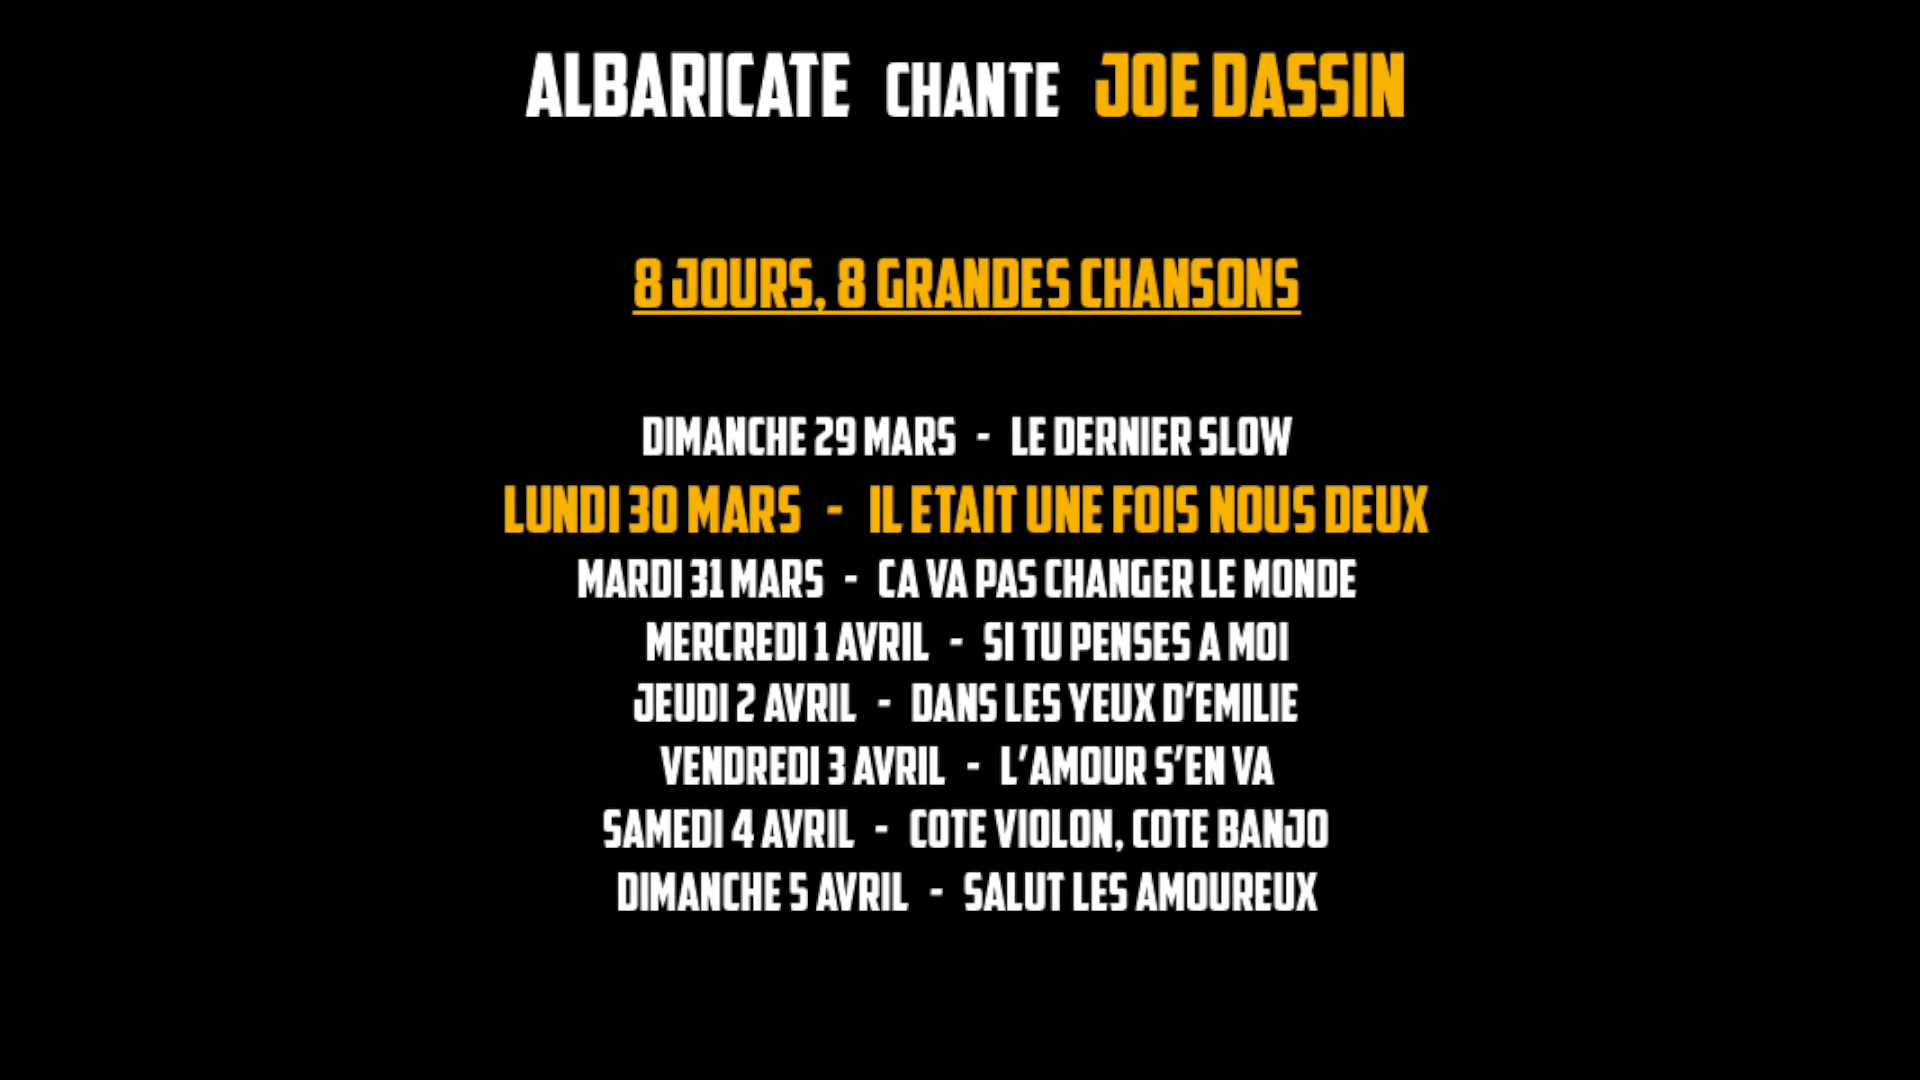 ALBARICATE CHANTE JOE DASSIN
8 JOURS, 8 GRANDES CHANSONS
DIMANCHE 29 MARS - LE DERNIER SLOW
LUNDI 30 MARS - IL ETAIT UNE FOIS NOUS DEUX
MARDI 31 MARS - CA VA PAS CHANGER LE MONDE
MERCREDI 1 AVRIL - SI TU PENSES A MOI
JEUDI 2 AVRIL - DANS LES YEUX D'EMILIE
VENDREDI 3 AVRIL - L'AMOUR S'EN VA
SAMEDI 4 AVRIL - COTE VIOLON, COTE BANJO
DIMANCHE 5 AVRIL - SALUT LES AMOUREUX